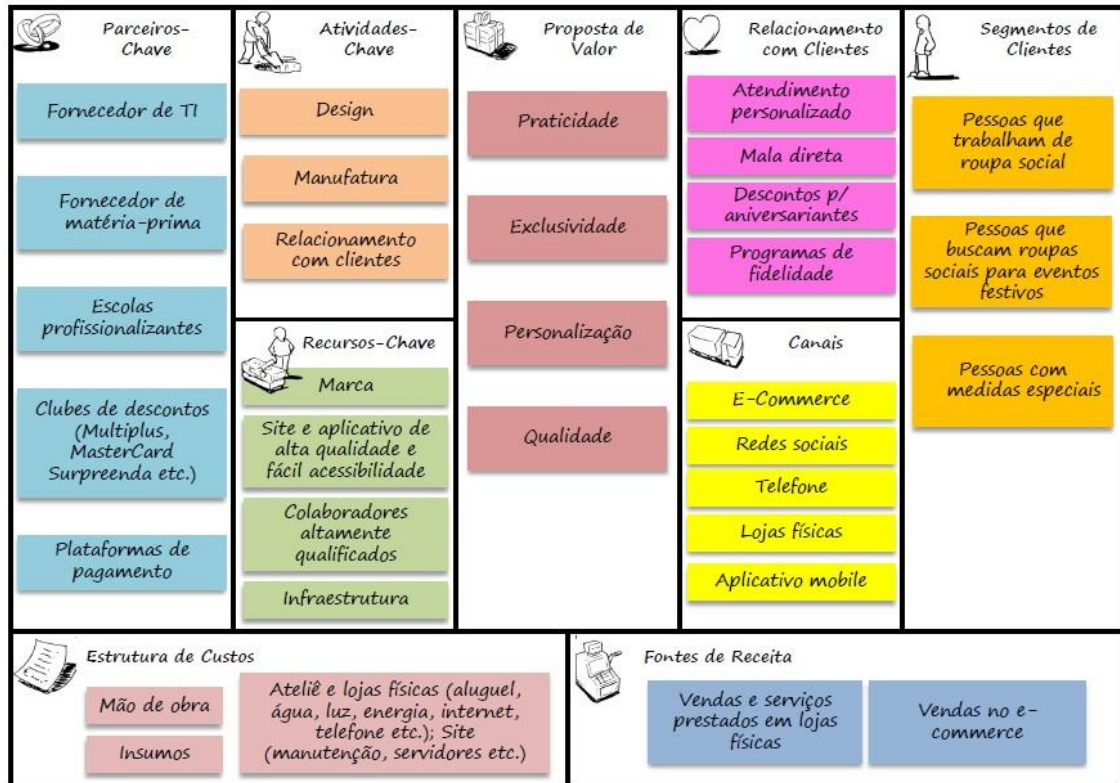 Parceiros-
Chave
Fornecedor de TI
Fornecedor de
matéria-prima
Escolas
profissionalizantes
Clubes de descontos
(Multiplus,
MasterCard
Surpreenda etc.)
Plataformas de
pagamento
Atividades-
Chave
Design
Manufatura
Relacionamento
com clientes
Recursos-Chave
Marca
Site e aplicativo de
alta qualidade e
fácil acessibilidade
Colaboradores
altamente
qualificados
Infraestrutura
Proposta de
Valor
Praticidade
Exclusividade
Personalização
Qualidade
Relacionamento
com Clientes
Atendimento
personalizado
Mala direta
Descontos p/
aniversariantes
Programas de
fidelidade
Canais
E-Commerce
Redes sociais
Telefone
Lojas físicas
Aplicativo mobile
Segmentos de
Clientes
Pessoas que
trabalham de
roupa social
Pessoas que
buscam roupas
sociais para eventos
festivos
Pessoas com
medidas especiais
Estrutura de Custos
Mão de obra
Insumos
Ateliê e lojas físicas (aluguel,
água, luz, energia, internet,
telefone etc.); Site
(manutenção, servidores etc.)
Fontes de Receita
Vendas e serviços
prestados em lojas
físicas
Vendas no e-
commerce